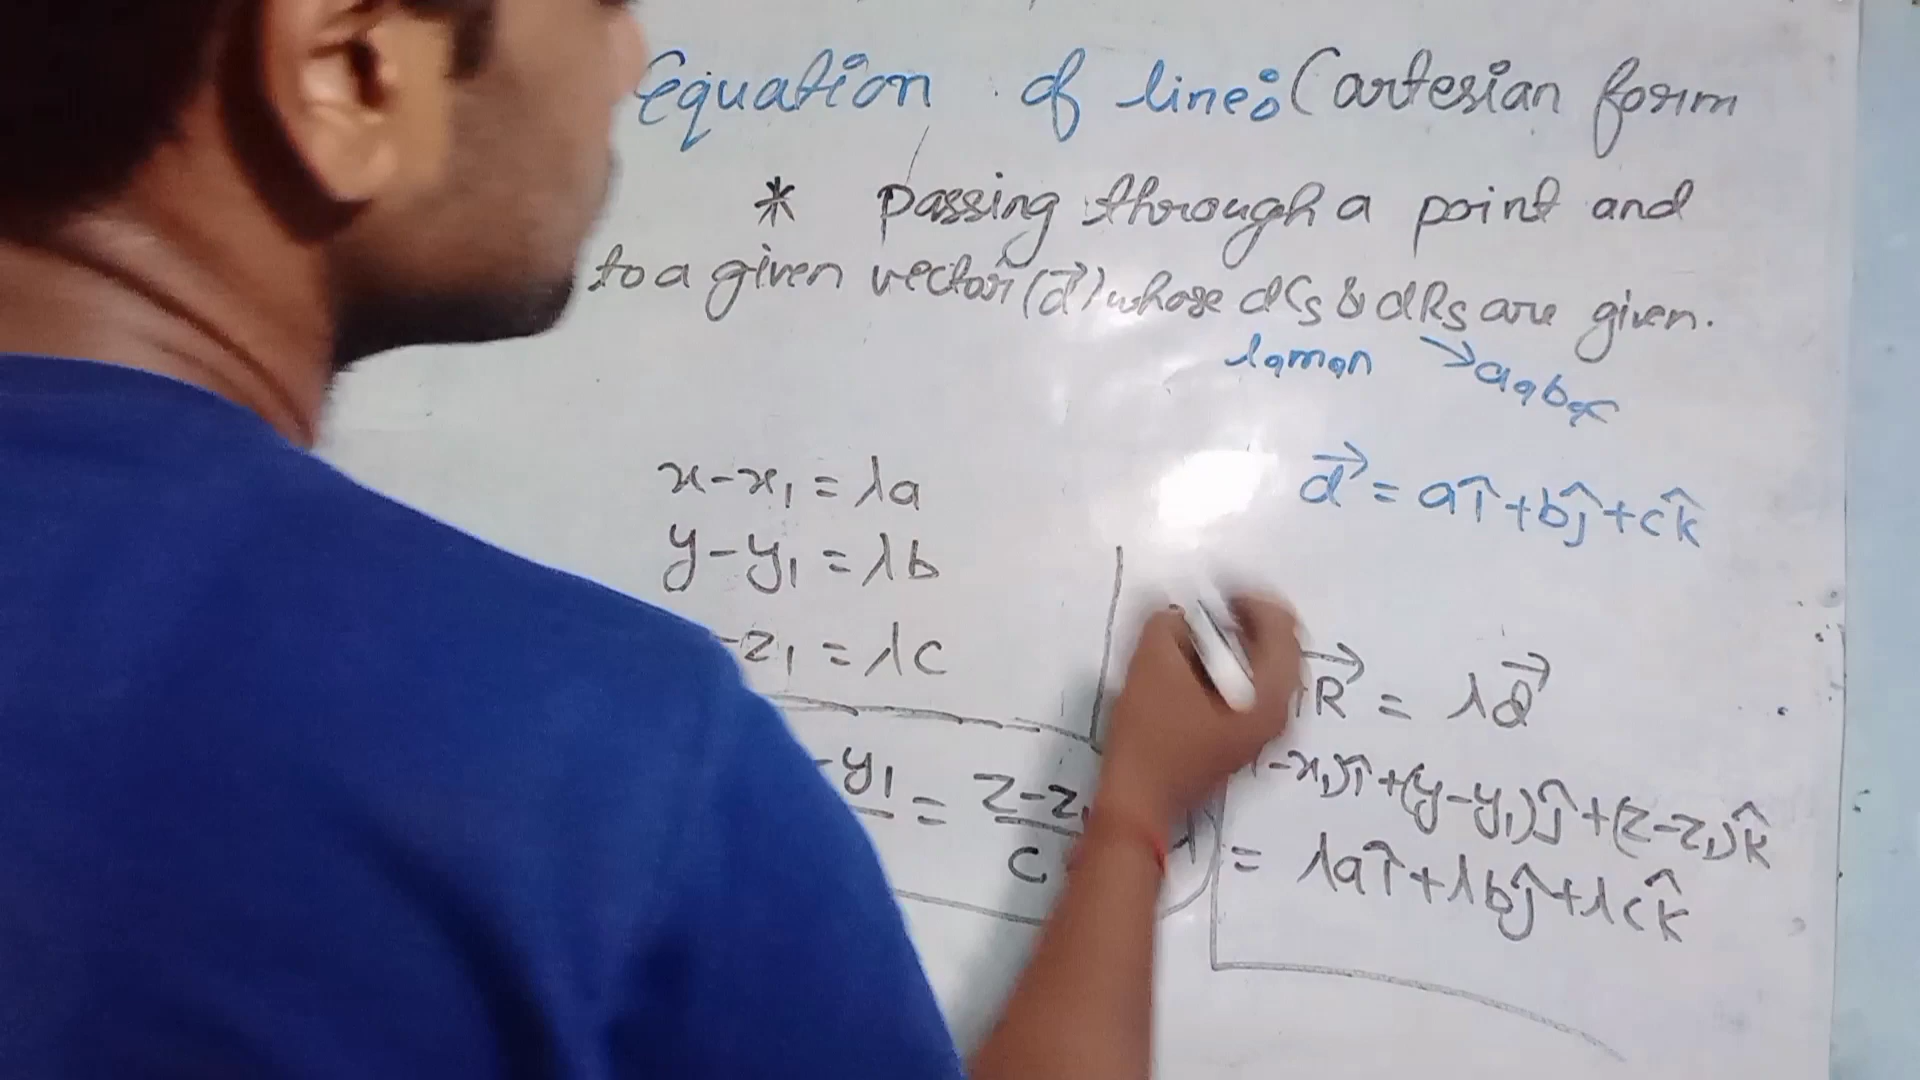 Equation of line: Cartesian form
* passing through a point and
to a given vector (d⃗) whose dCs & dRs are given.
l,m,n → a,b,c
x-x₁ = λa
y-y₁ = λb
-z₁ = λc
-y₁ = z-z₁
c
d⃗ = aî+bĵ+ck̂
R⃗ = λd⃗
-x₁)î+(y-y₁)ĵ+(z-z₁)k̂
= λaî+λbĵ+λck̂